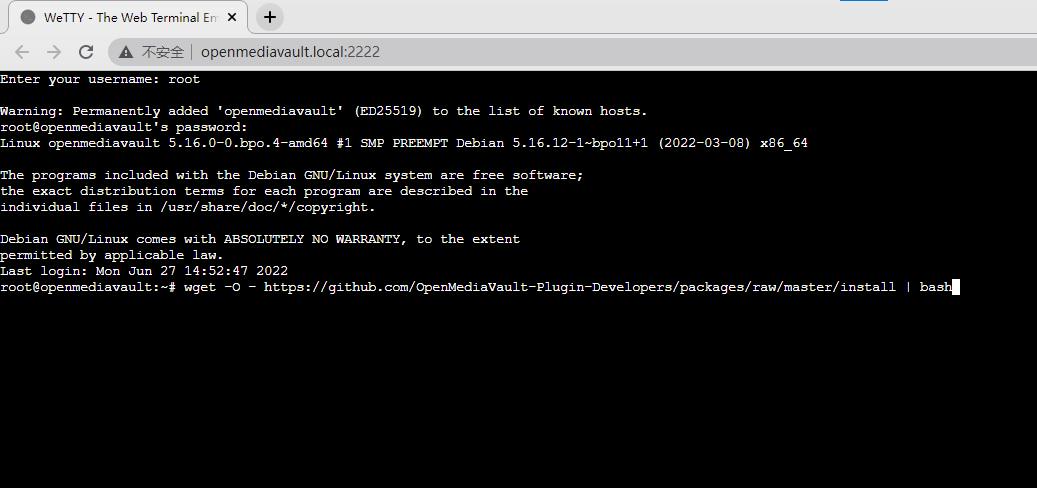 WeTTY - The Web Terminal Em
不安全
openmediavault.local:2222
Enter your username: root
Warning: Permanently added 'openmediavault' (ED25519) to the list of known hosts.
root@openmediavault's password:
Linux openmediavault 5.16.0-0.bpo.4-amd64 #1 SMP PREEMPT Debian 5.16.12-1~bpo11+1 (2022-03-08) x86_64
The programs included with the Debian GNU/Linux system are free software;
the exact distribution terms for each program are described in the
individual files in /usr/share/doc/*/copyright.
Debian GNU/Linux comes with ABSOLUTELY NO WARRANTY, to the extent
permitted by applicable law.
Last login: Mon Jun 27 14:52:47 2022
root@openmediavault:~# wget -O - https://github.com/OpenMediaVault-Plugin-Developers/packages/raw/master/install | bash